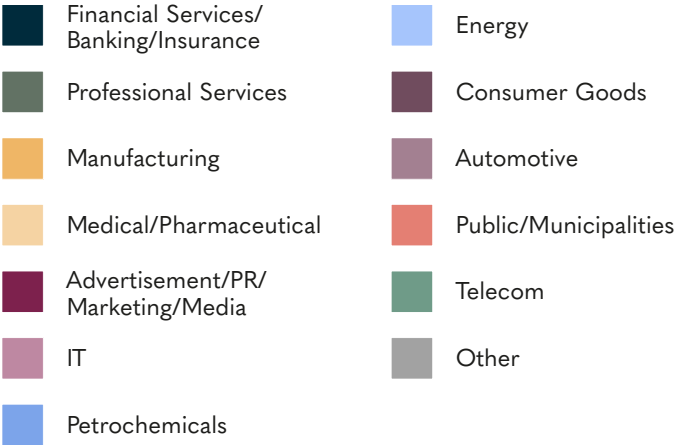 Financial Services/
Banking/Insurance
Professional Services
Manufacturing
Medical/Pharmaceutical
Advertisement/PR/
Marketing/Media
IT
Petrochemicals
Energy
Consumer Goods
Automotive
Public/Municipalities
Telecom
Other